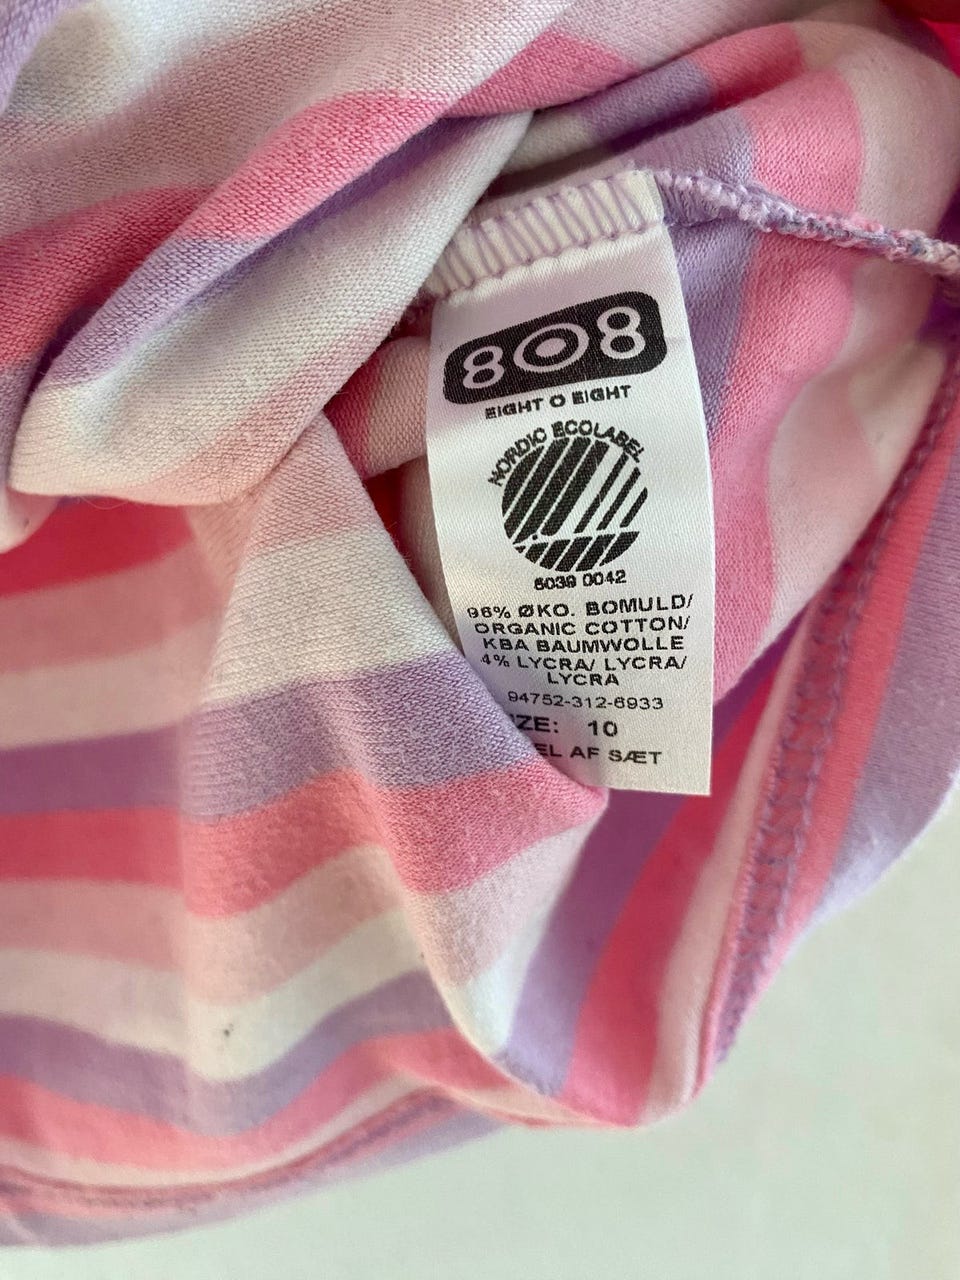 808
EIGHT O EIGHT
NORDIC ECOLABEL
5039 0042
96% ØKO. BOMULD/
ORGANIC COTTON/
KBA BAUMWOLLE
4% LYCRA/ LYCRA/
LYCRA
94752-312-6933
ZE: 10
EL AF SÆT